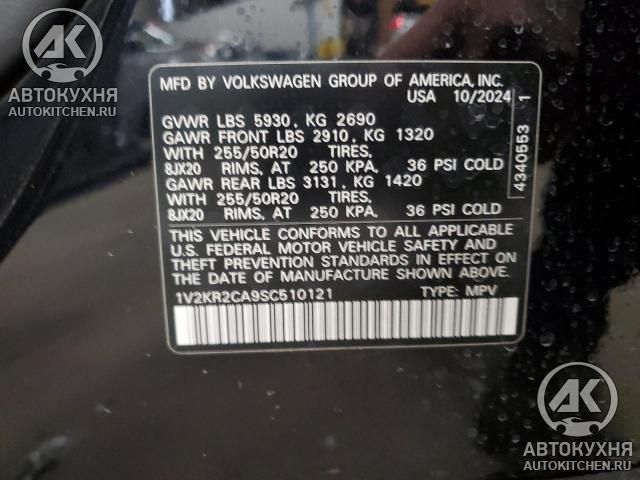 АВТОКУХНЯ
AUTOKITCHEN.RU
MFD BY VOLKSWAGEN GROUP OF AMERICA, INC.
USA 10/2024
GVWR LBS 5930, KG 2690
GAWR FRONT LBS 2910, KG 1320
WITH 255/50R20 TIRES,
8JX20 RIMS, AT 250 KPA, 36 PSI COLD
GAWR REAR LBS 3131, KG 1420
WITH 255/50R20 TIRES,
8JX20 RIMS, AT 250 KPA, 36 PSI COLD
THIS VEHICLE CONFORMS TO ALL APPLICABLE
U.S. FEDERAL MOTOR VEHICLE SAFETY AND
THEFT PREVENTION STANDARDS IN EFFECT ON
THE DATE OF MANUFACTURE SHOWN ABOVE.
1V2KR2CA9SC510121 TYPE: MPV
4340553 1
АВТОКУХНЯ
AUTOKITCHEN.RU